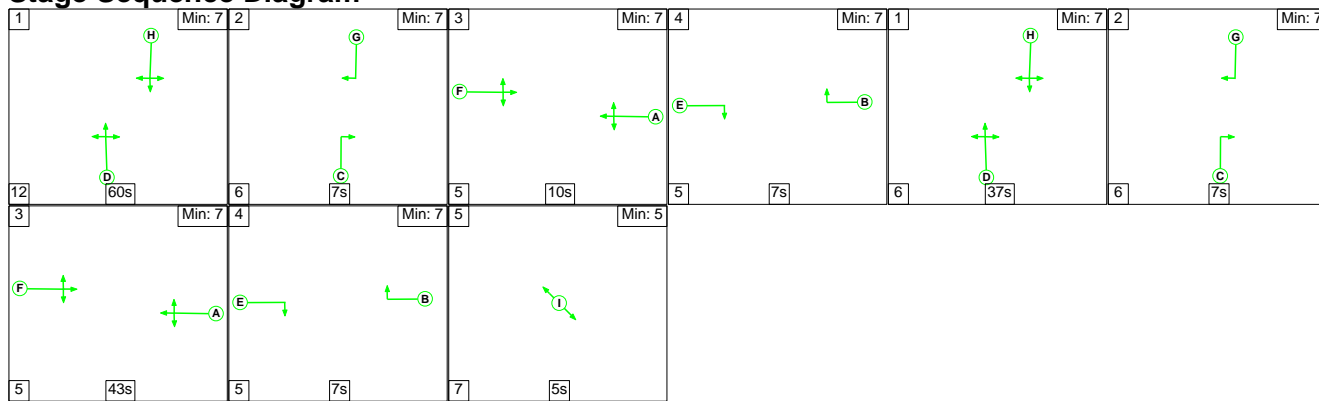 Stage Sequence Diagram
1 Min: 7 2 Min: 7 3 Min: 7 4 Min: 7 1 Min: 7 2 Min: 7
H G H G
F E B
A
D C D C
12 60s 6 7s 5 10s 5 7s 6 37s 6 7s
3 Min: 7 4 Min: 7 5 Min: 5
F E B I
A
5 43s 5 7s 7 5s